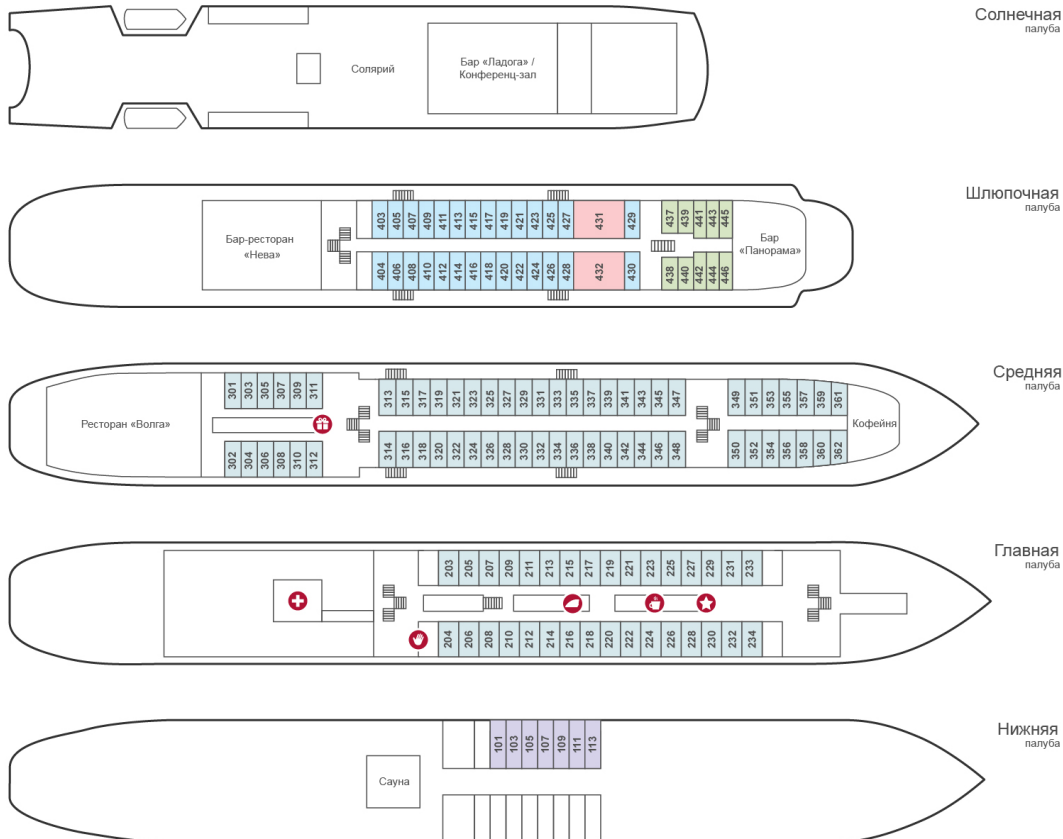 Солнечная
палуба
Солярий
Бар «Ладога» /
Конференц-зал
Шлюпочная
палуба
Бар-ресторан
«Нева»
403 405 407 409 411 413 415 417 419 421 423 425 427 431 429 437 439 441 443 445
404 406 408 410 412 414 416 418 420 422 424 426 428 432 430 438 440 442 444 446
Бар
«Панорама»
Средняя
палуба
Ресторан «Волга»
301 303 305 307 309 311 313 315 317 319 321 323 325 327 329 331 333 335 337 339 341 343 345 347 349 351 353 355 357 359 361
302 304 306 308 310 312 314 316 318 320 322 324 326 328 330 332 334 336 338 340 342 344 346 348 350 352 354 356 358 360 362
Кофейня
Главная
палуба
203 205 207 209 211 213 215 217 219 221 223 225 227 229 231 233
204 206 208 210 212 214 216 218 220 222 224 226 228 230 232 234
Нижняя
палуба
101 103 105 107 109 111 113
Сауна